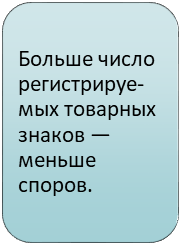 Больше число
регистрируе-
мых товарных
знаков —
меньше
споров.